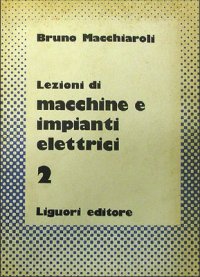 Bruno Macchiaroli
Lezioni di
macchine e
impianti
elettrici
2
Liguori editore